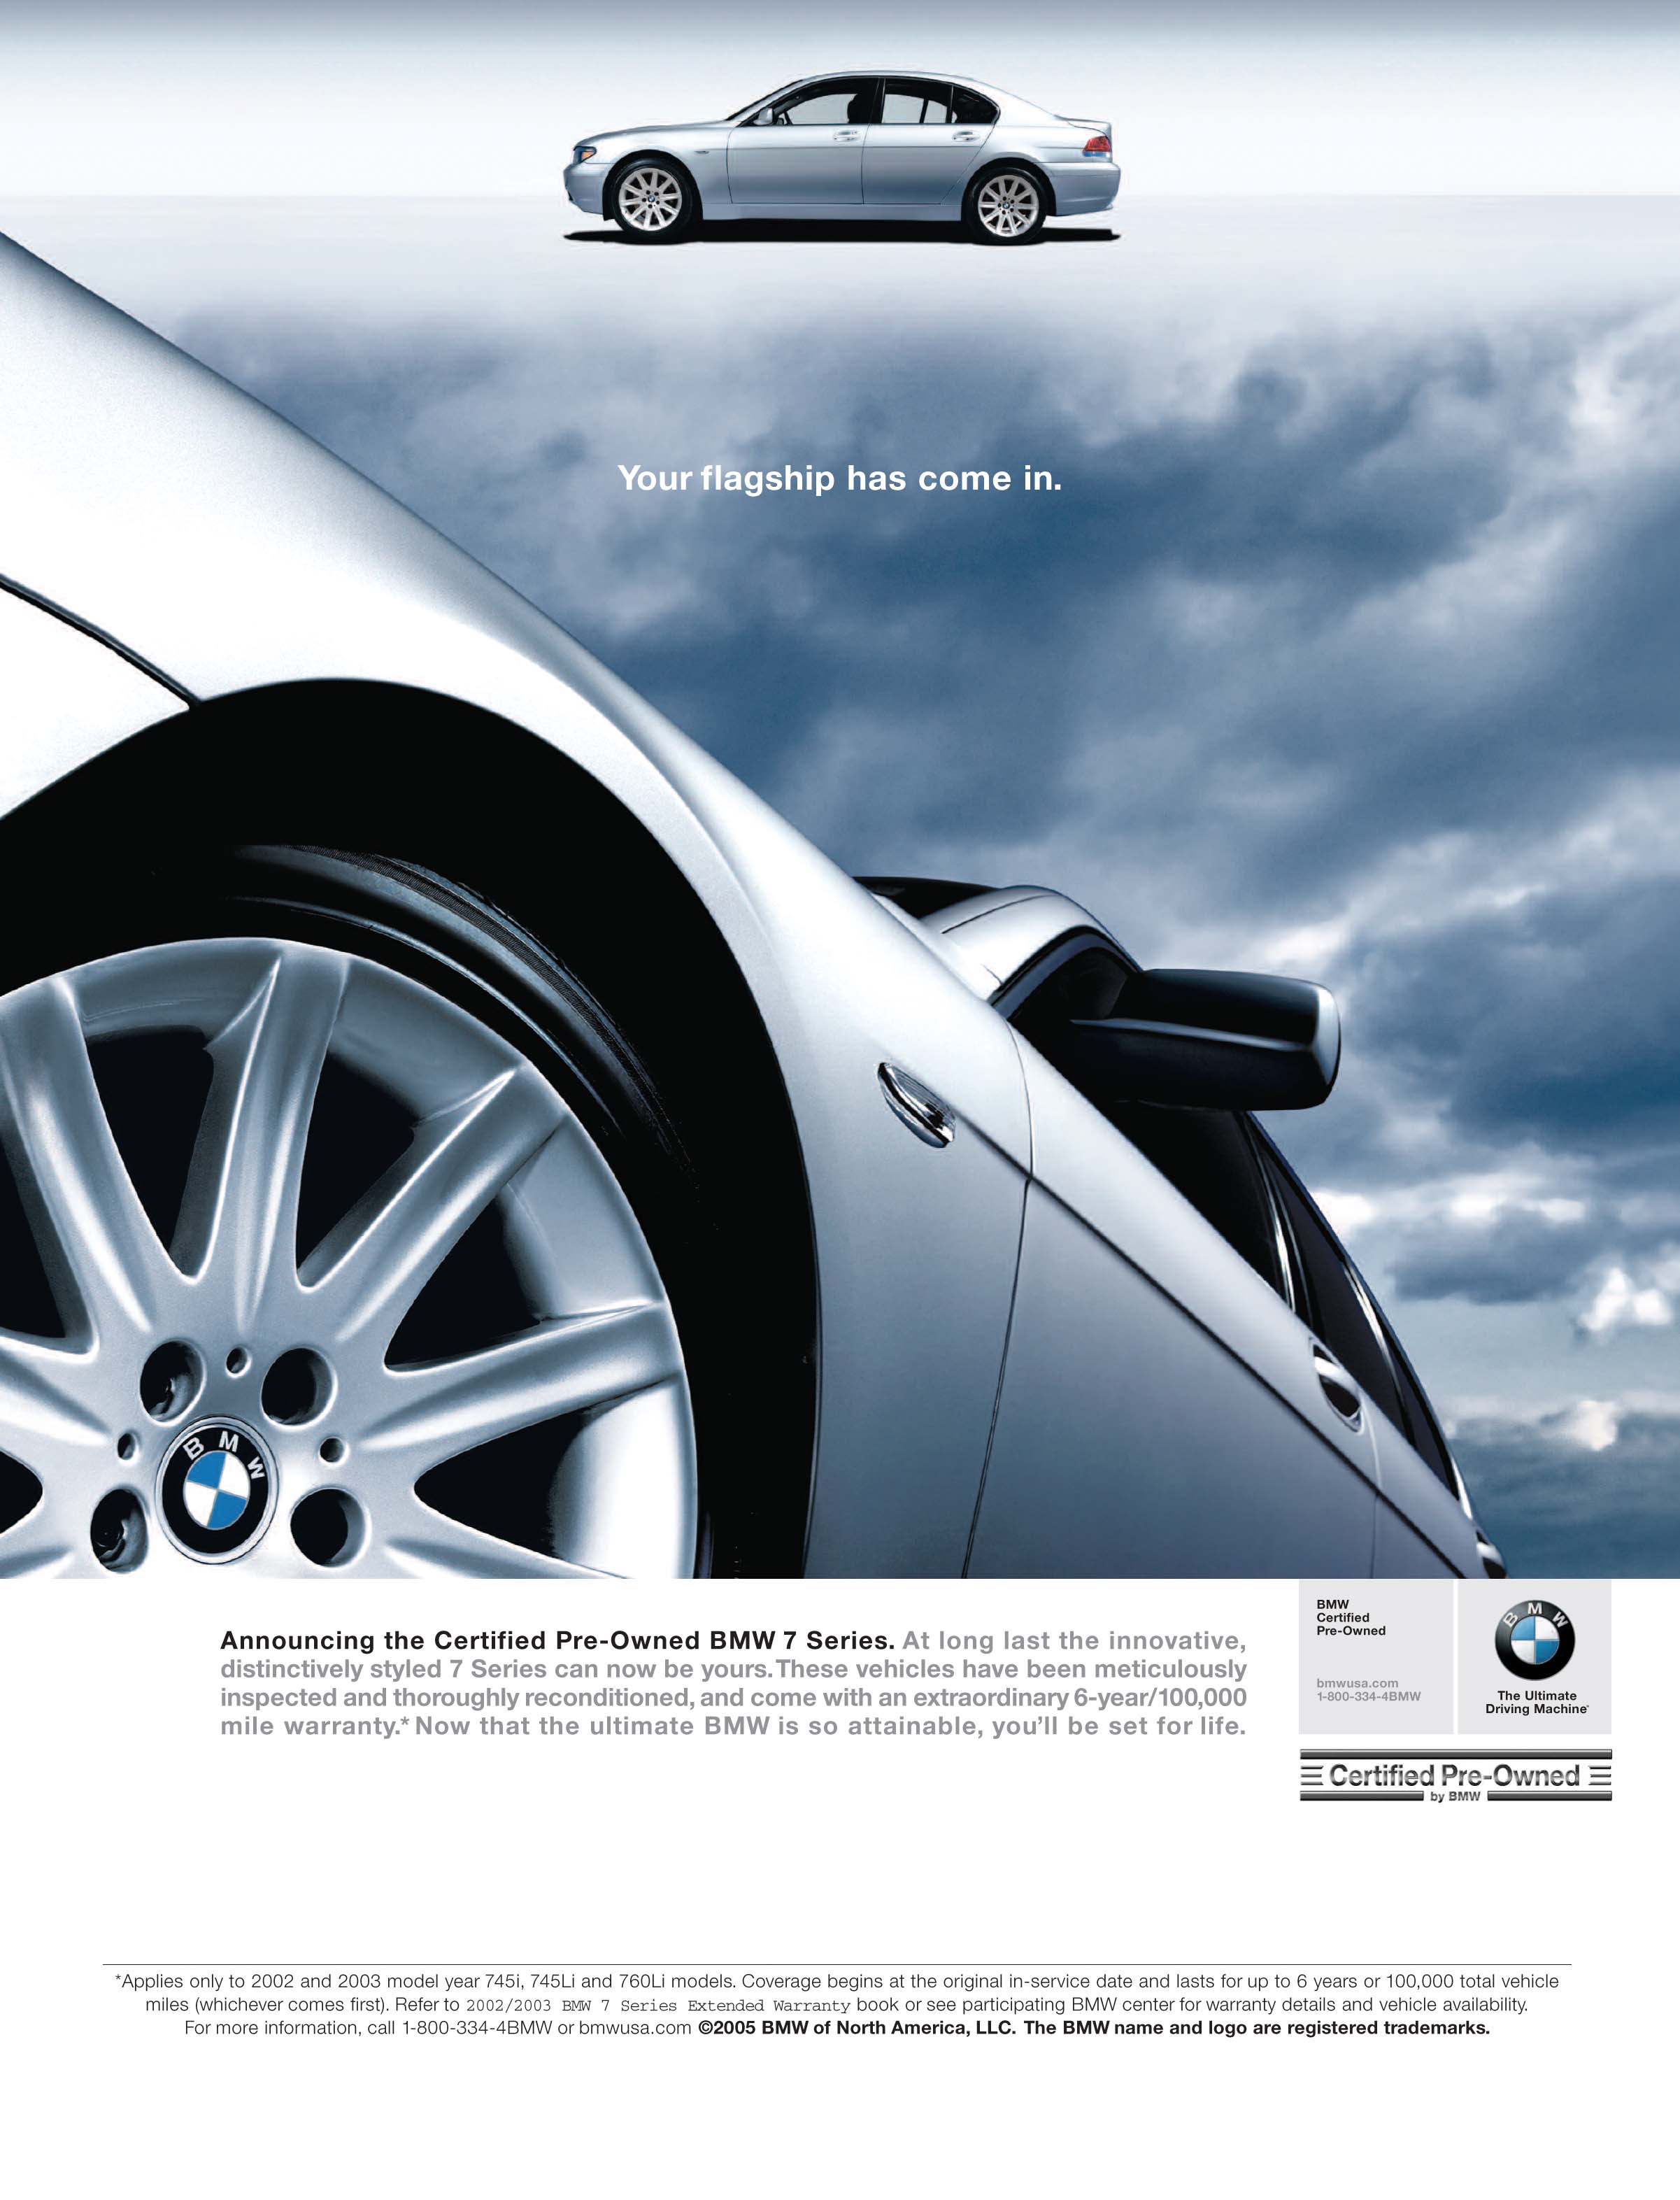 Your flagship has come in.
BMW
Announcing the Certified Pre-Owned BMW 7 Series. At long last the innovative,
distinctively styled 7 Series can now be yours. These vehicles have been meticulously
inspected and thoroughly reconditioned, and come with an extraordinary 6-year/100,000
mile warranty.* Now that the ultimate BMW is so attainable, you’ll be set for life.
BMW
Certified
Pre-Owned
bmwusa.com
1-800-334-4BMW
BMW
The Ultimate
Driving Machine®
Certified Pre-Owned
by BMW
*Applies only to 2002 and 2003 model year 745i, 745Li and 760Li models. Coverage begins at the original in-service date and lasts for up to 6 years or 100,000 total vehicle
miles (whichever comes first). Refer to 2002/2003 BMW 7 Series Extended Warranty book or see participating BMW center for warranty details and vehicle availability.
For more information, call 1-800-334-4BMW or bmwusa.com ©2005 BMW of North America, LLC. The BMW name and logo are registered trademarks.